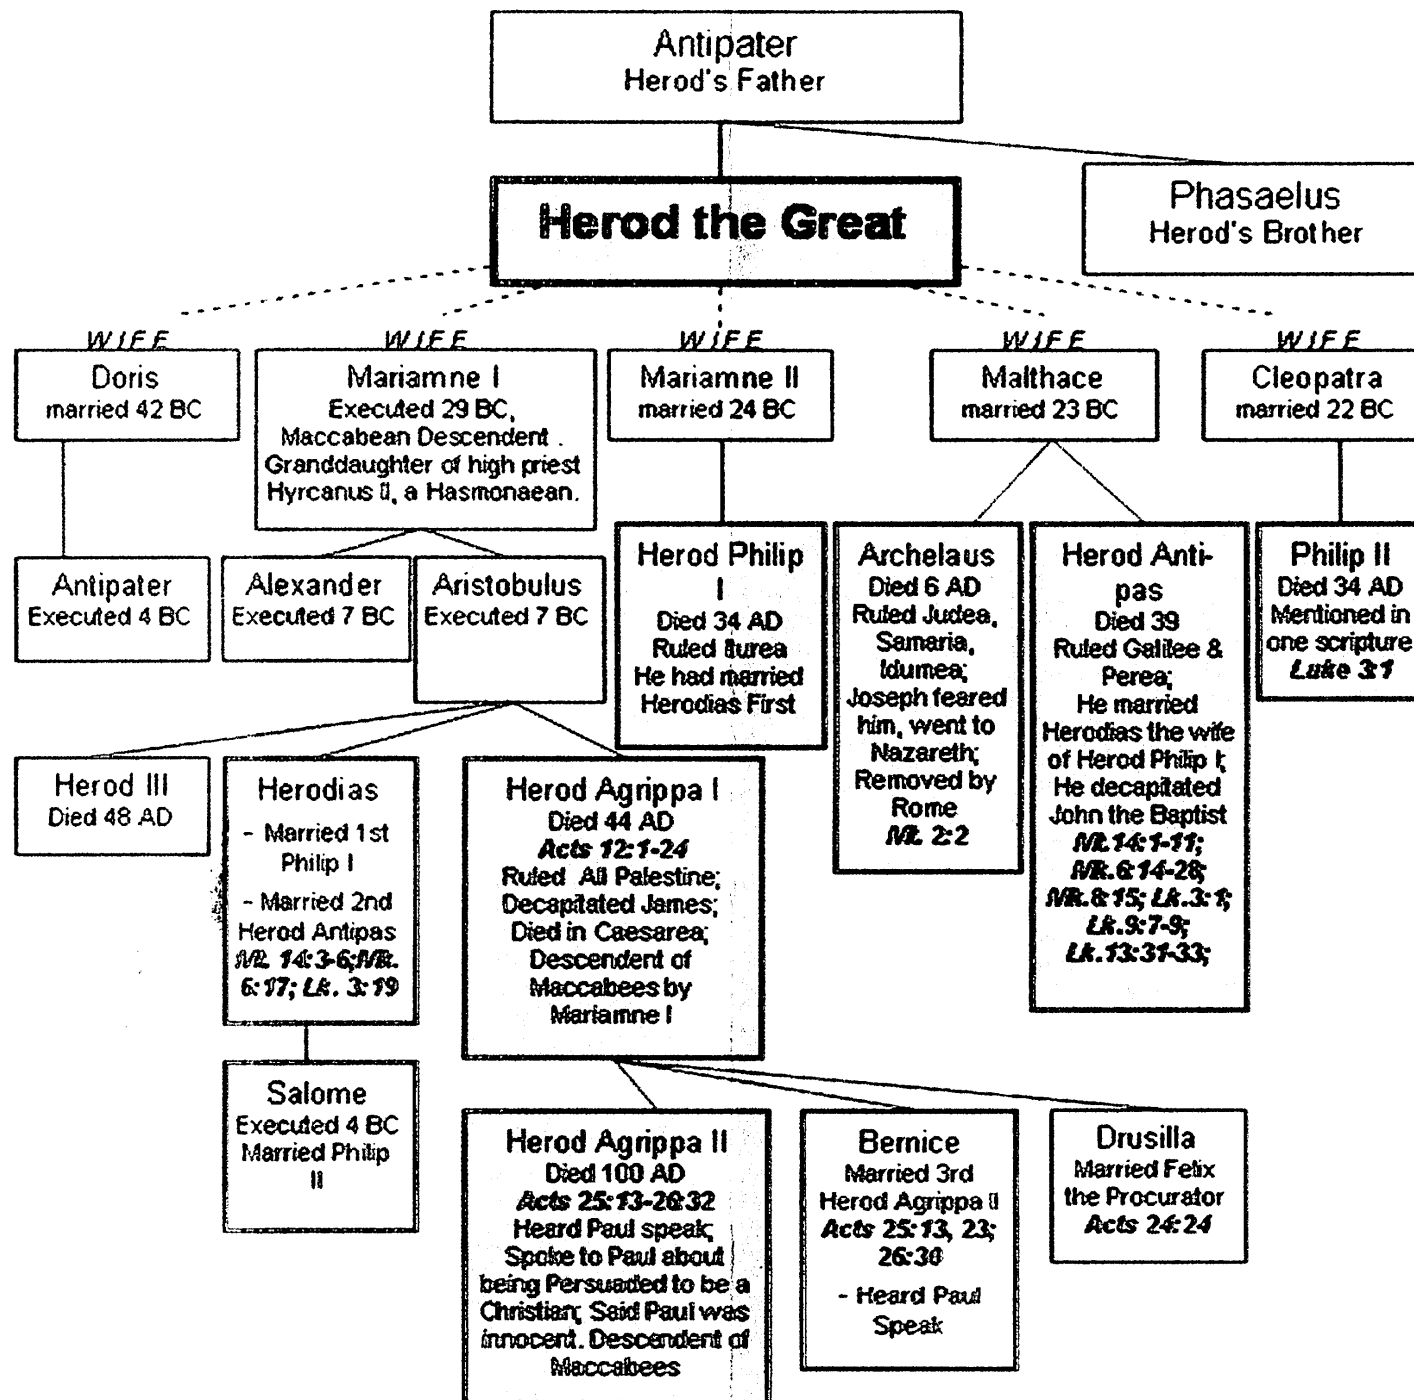 Antipater
Herod's Father
Phasaelus
Herod's Brother
Herod the Great
WIFE
Doris
married 42 BC
WIFE
Mariamne I
Executed 29 BC,
Maccabean Descendent .
Granddaughter of high priest
Hyrcanus II, a Hasmonaean.
WIFE
Mariamne II
married 24 BC
WIFE
Malthace
married 23 BC
WIFE
Cleopatra
married 22 BC
Antipater
Executed 4 BC
Alexander
Executed 7 BC
Aristobulus
Executed 7 BC
Herod Philip
I
Died 34 AD
Ruled Iturea
He had married
Herodias First
Archelaus
Died 6 AD
Ruled Judea,
Samaria,
Idumea;
Joseph feared
him, went to
Nazareth;
Removed by
Rome
Mt. 2:2
Herod Anti-
pas
Died 39
Ruled Galilee &
Perea;
He married
Herodias the wife
of Herod Philip I;
He decapitated
John the Baptist
Mt.14:1-11;
Mk.6:14-28;
Mk.8:15; Lk.3:1;
Lk.9:7-9;
Lk.13:31-33;
Philip II
Died 34 AD
Mentioned in
one scripture
Luke 3:1
Herod III
Died 48 AD
Herodias
- Married 1st
Philip I
- Married 2nd
Herod Antipas
Mt. 14:3-6;Mk.
6:17; Lk. 3:19
Herod Agrippa I
Died 44 AD
Acts 12:1-24
Ruled All Palestine;
Decapitated James;
Died in Caesarea;
Descendent of
Maccabees by
Mariamne I
Salome
Executed 4 BC
Married Philip
II
Herod Agrippa II
Died 100 AD
Acts 25:13-26:32
Heard Paul speak;
Spoke to Paul about
being Persuaded to be a
Christian; Said Paul was
innocent. Descendent of
Maccabees
Bernice
Married 3rd
Herod Agrippa II
Acts 25:13, 23;
26:30
- Heard Paul
Speak
Drusilla
Married Felix
the Procurator
Acts 24:24